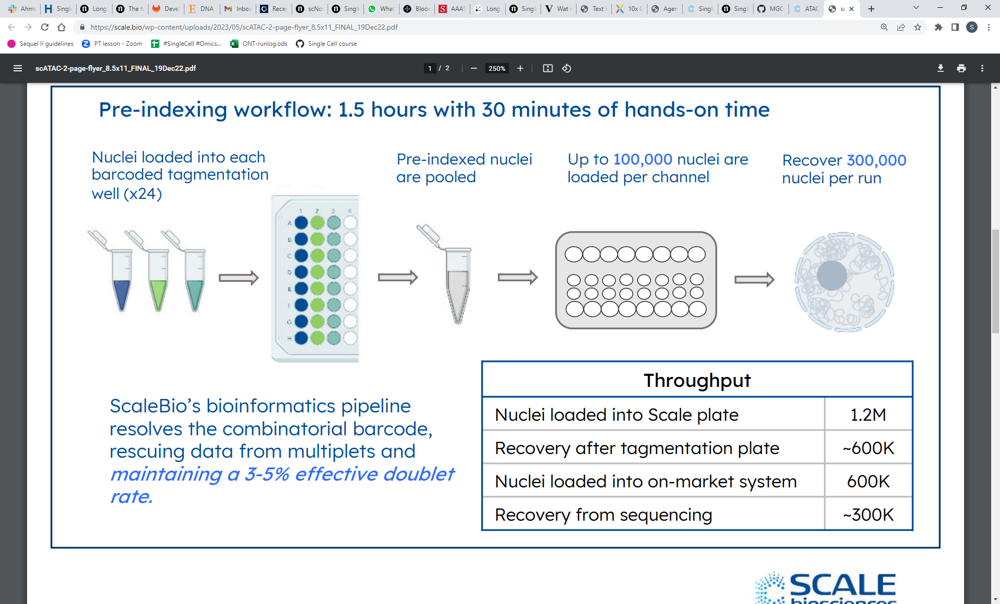 Ahme
Singl
Long
The t
Devel
DNA
Inbox
Recer
scNo
Single
What
Blood
AAAS
Long
Singl
Wat
Text f
10x G
Agen
Singl
Singl
MGC
ATAC
sc
https://scale.bio/wp-content/uploads/2023/05/scATAC-2-page-flyer_8.5x11_FINAL_19Dec22.pdf
S
Sequel II guidelines
PT lesson - Zoom
#SingleCell #Omics...
ONT-runlog.ods
Single Cell course
scATAC-2-page-flyer_8.5x11_FINAL_19Dec22.pdf
1 / 2
250%
Pre-indexing workflow: 1.5 hours with 30 minutes of hands-on time
Nuclei loaded into each
barcoded tagmentation
well (x24)
Pre-indexed nuclei
are pooled
Up to 100,000 nuclei are
loaded per channel
Recover 300,000
nuclei per run
1 2 3 4
A
B
C
D
E
F
G
H
ScaleBio's bioinformatics pipeline
resolves the combinatorial barcode,
rescuing data from multiplets and
maintaining a 3-5% effective doublet
rate.
Throughput
Nuclei loaded into Scale plate 1.2M
Recovery after tagmentation plate ~600K
Nuclei loaded into on-market system 600K
Recovery from sequencing ~300K
SCALE
biosciences